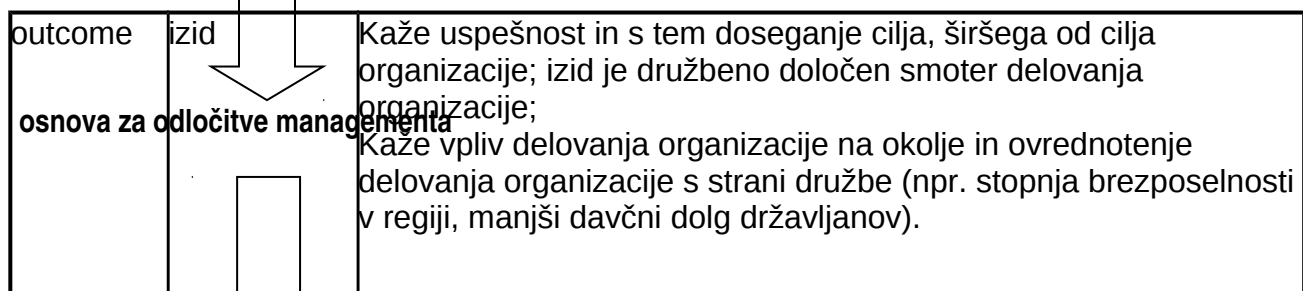 outcome
izid
Kaže uspešnost in s tem doseganje cilja, širšega od cilja
organizacije; izid je družbeno določen smoter delovanja
organizacije;
Kaže vpliv delovanja organizacije na okolje in ovrednotenje
delovanja organizacije s strani družbe (npr. stopnja brezposelnosti
v regiji, manjši davčni dolg državljanov).
osnova za odločitve managementa